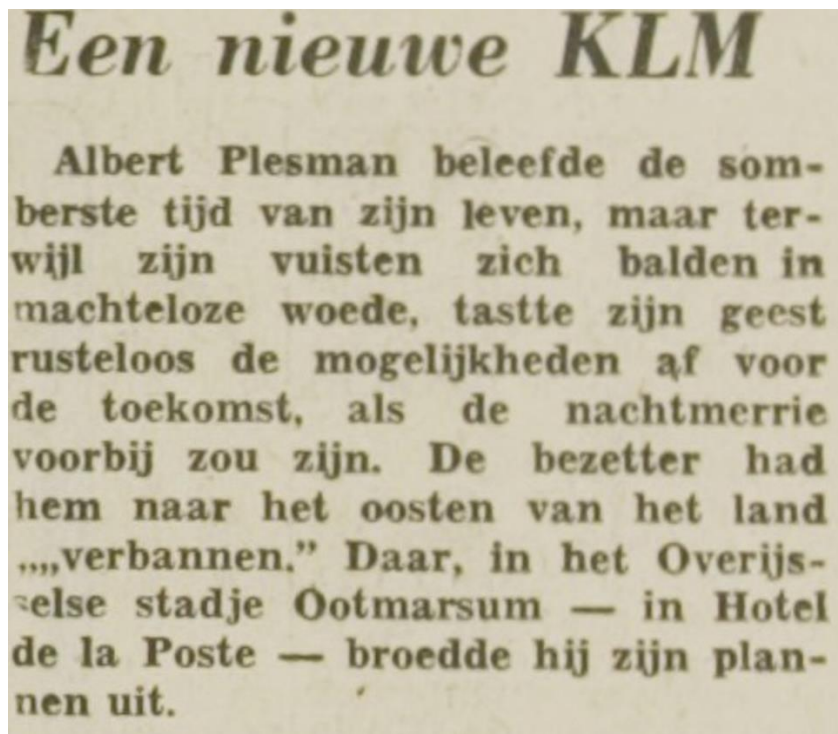 Een nieuwe KLM
Albert Plesman beleefde de som-
berste tijd van zijn leven, maar ter-
wijl zijn vuisten zich balden in
machteloze woede, tastte zijn geest
rusteloos de mogelijkheden af voor
de toekomst, als de nachtmerrie
voorbij zou zijn. De bezetter had
hem naar het oosten van het land
„„verbannen.” Daar, in het Overijs-
selse stadje Ootmarsum — in Hotel
de la Poste — broedde hij zijn plan-
nen uit.